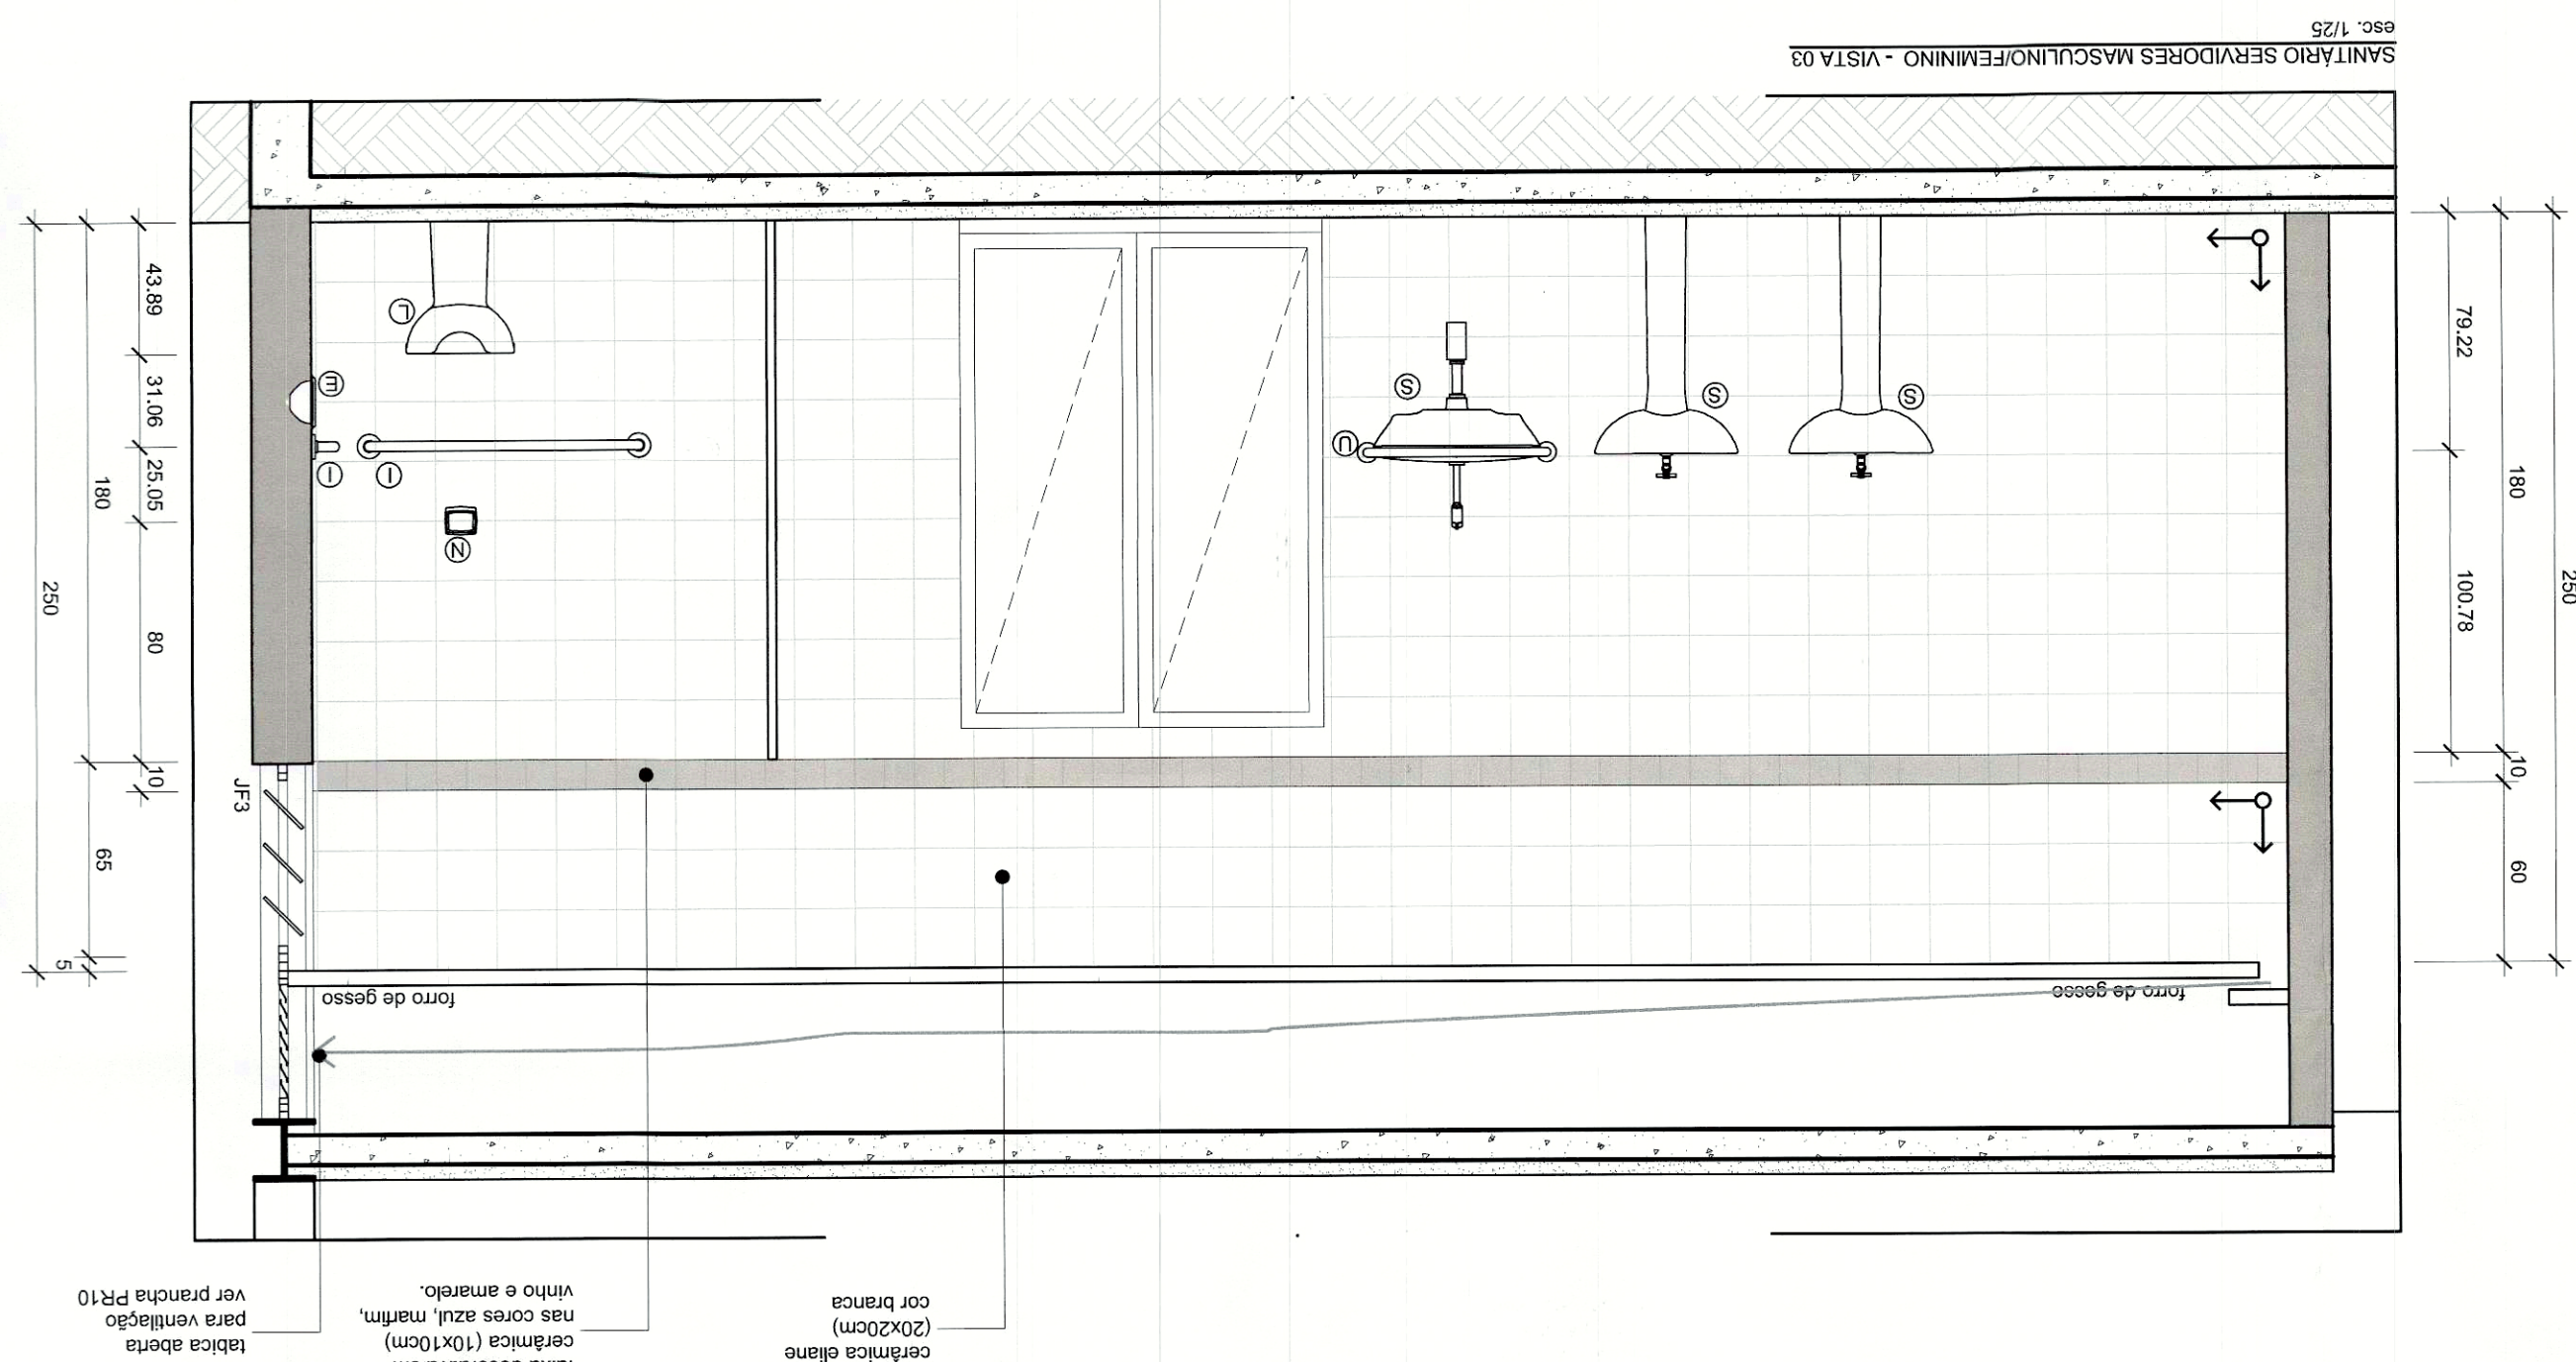 SANITÁRIO SERVIDORES MASCULINO/FEMININO - VISTA 03
esc. 1/25
cerâmica eliane
(20x20cm)
cor branca
cerâmica (10x10cm)
nas cores azul, marfim,
vinho e amarelo.
tabica aberta
para ventilação
ver prancha PR10
forro de gesso
forro de gesso
JF3
250
180
65
5
43.89
31.06
25.05
80
10
79.22
100.78
180
10
60
250
L
E
I
I
N
U
S
S
S